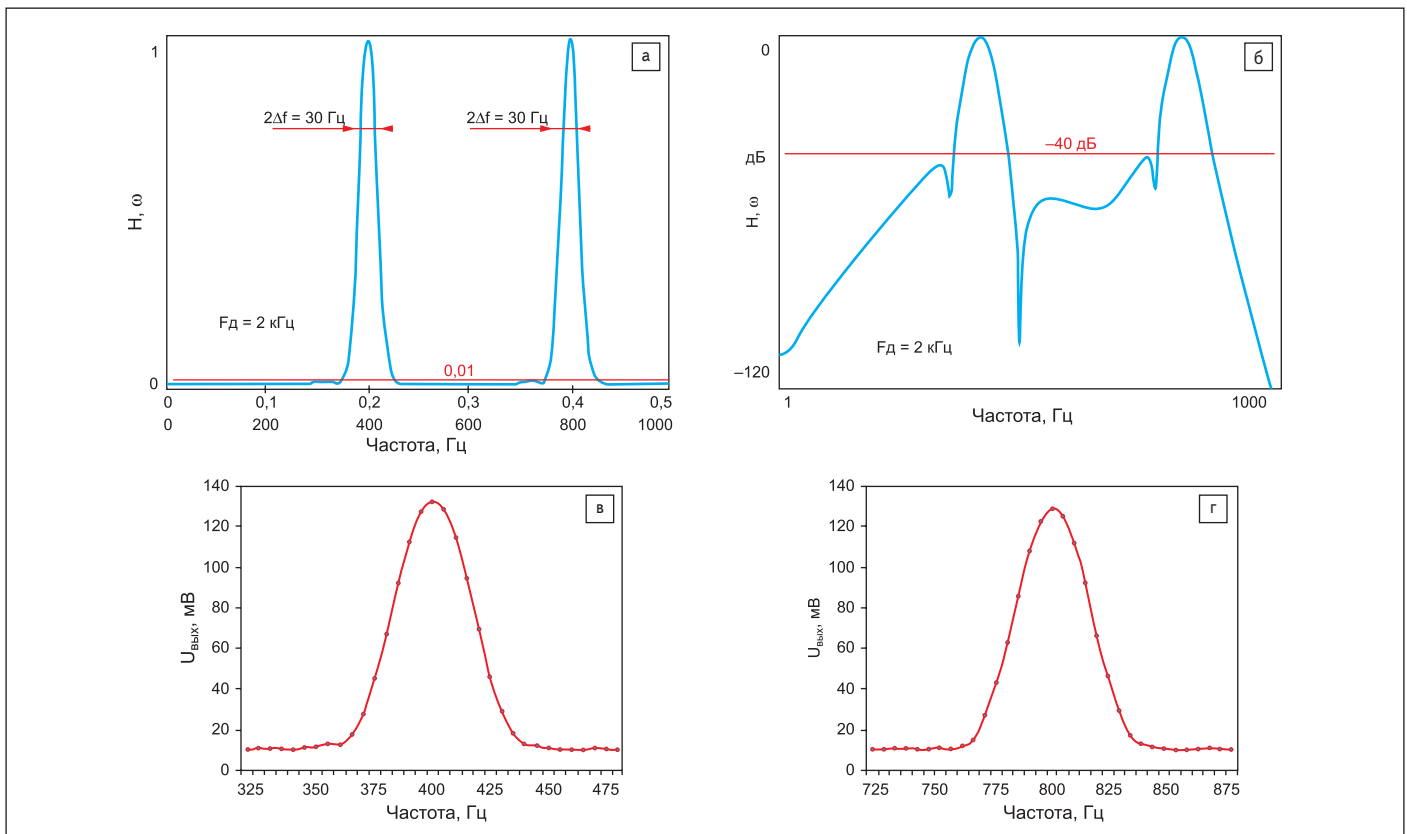 а
1
2Δf = 30 Гц
2Δf = 30 Гц
H, ω
Fд = 2 кГц
0,01
0
0 0,1 0,2 0,3 0,4 0,5
0 200 400 600 800 1000
Частота, Гц
б
0
–40 дБ
дБ
H, ω
Fд = 2 кГц
–120
1 1000
Частота, Гц
в
140
120
100
80
60
40
20
0
Uвых, мВ
325 350 375 400 425 450 475
Частота, Гц
г
140
120
100
80
60
40
20
0
Uвых, мВ
725 750 775 800 825 850 875
Частота, Гц